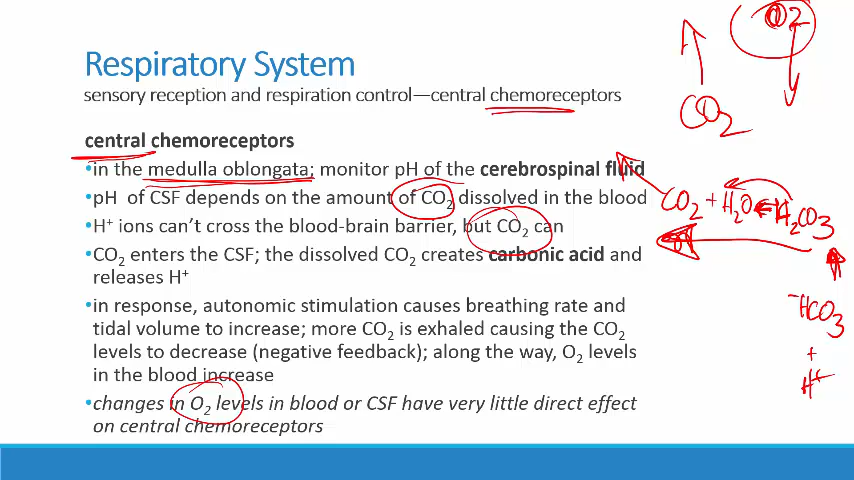 Respiratory System
sensory reception and respiration control—central chemoreceptors
central chemoreceptors
•in the medulla oblongata; monitor pH of the cerebrospinal fluid
•pH of CSF depends on the amount of CO₂ dissolved in the blood
•H⁺ ions can't cross the blood-brain barrier, but CO₂ can
•CO₂ enters the CSF; the dissolved CO₂ creates carbonic acid and
releases H⁺
•in response, autonomic stimulation causes breathing rate and
tidal volume to increase; more CO₂ is exhaled causing the CO₂
levels to decrease (negative feedback); along the way, O₂ levels
in the blood increase
•changes in O₂ levels in blood or CSF have very little direct effect
on central chemoreceptors
O2
CO2
CO2 + H2O ← H2CO3
⁻HCO3
+
H⁺